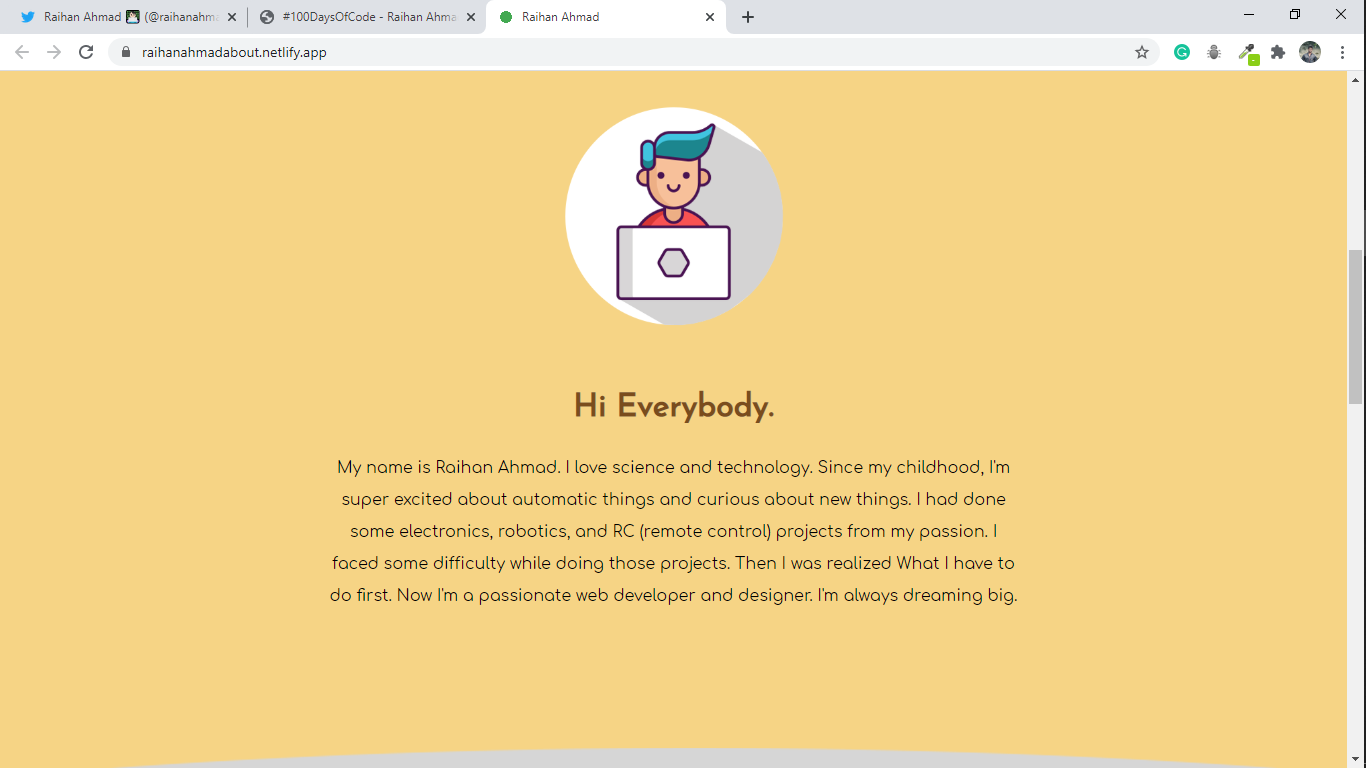 Raihan Ahmad (@raihanahma
#100DaysOfCode - Raihan Ahma
Raihan Ahmad
raihanahmadabout.netlify.app
Hi Everybody.
My name is Raihan Ahmad. I love science and technology. Since my childhood, I'm
super excited about automatic things and curious about new things. I had done
some electronics, robotics, and RC (remote control) projects from my passion. I
faced some difficulty while doing those projects. Then I was realized What I have to
do first. Now I'm a passionate web developer and designer. I'm always dreaming big.